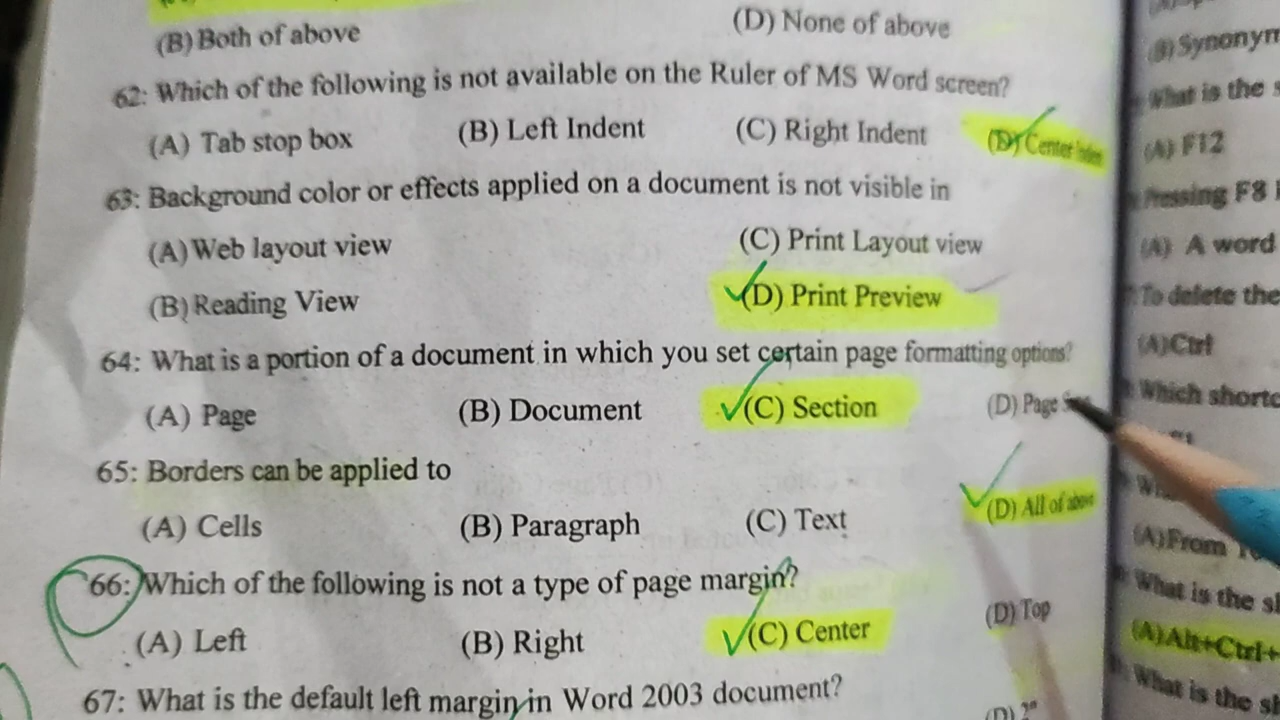 (B) Both of above (D) None of above
62: Which of the following is not available on the Ruler of MS Word screen?
(A) Tab stop box (B) Left Indent (C) Right Indent (D) Center
63: Background color or effects applied on a document is not visible in
(A) Web layout view (C) Print Layout view
(B) Reading View (D) Print Preview
64: What is a portion of a document in which you set certain page formatting options?
(A) Page (B) Document (C) Section (D) Page
65: Borders can be applied to
(A) Cells (B) Paragraph (C) Text (D) All of above
66: Which of the following is not a type of page margin?
(A) Left (B) Right (C) Center (D) Top
67: What is the default left margin in Word 2003 document?
(D) 2"
What is the
(A) F12
Pressing F8
(A) A word
To delete the
(A) Ctrl
Which
(A) From
What is the
(A) Alt+Ctrl+
What is the